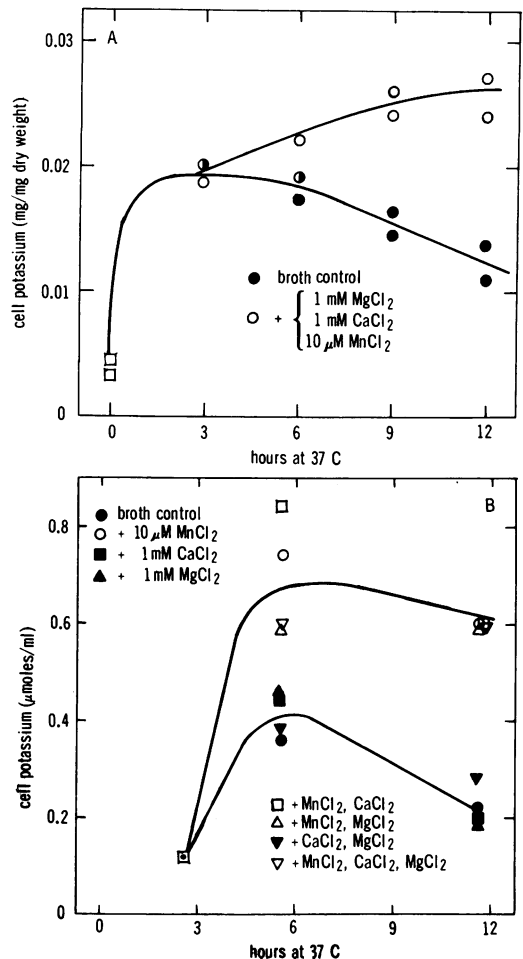 A
0.03
0.02
0.01
0
cell potassium (mg/mg dry weight)
broth control
+ { 1 mM MgCl2
1 mM CaCl2
10 µM MnCl2
0 3 6 9 12
hours at 37 C
B
broth control
+ 10 µM MnCl2
+ 1 mM CaCl2
+ 1 mM MgCl2
0.8
0.6
0.4
0.2
0
cell potassium (µmoles/ml)
+ MnCl2, CaCl2
+ MnCl2, MgCl2
+ CaCl2, MgCl2
+ MnCl2, CaCl2, MgCl2
0 3 6 9 12
hours at 37 C